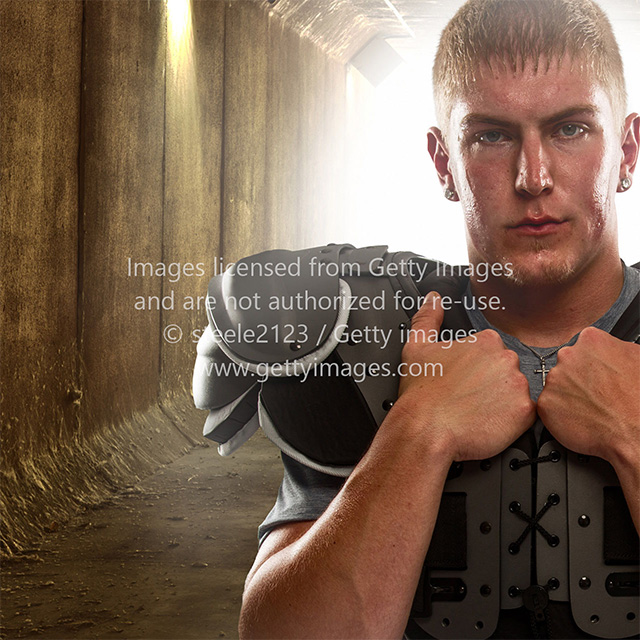 Images licensed from Getty Images
and are not authorized for re-use.
© steele2123 / Getty images
www.gettyimages.com